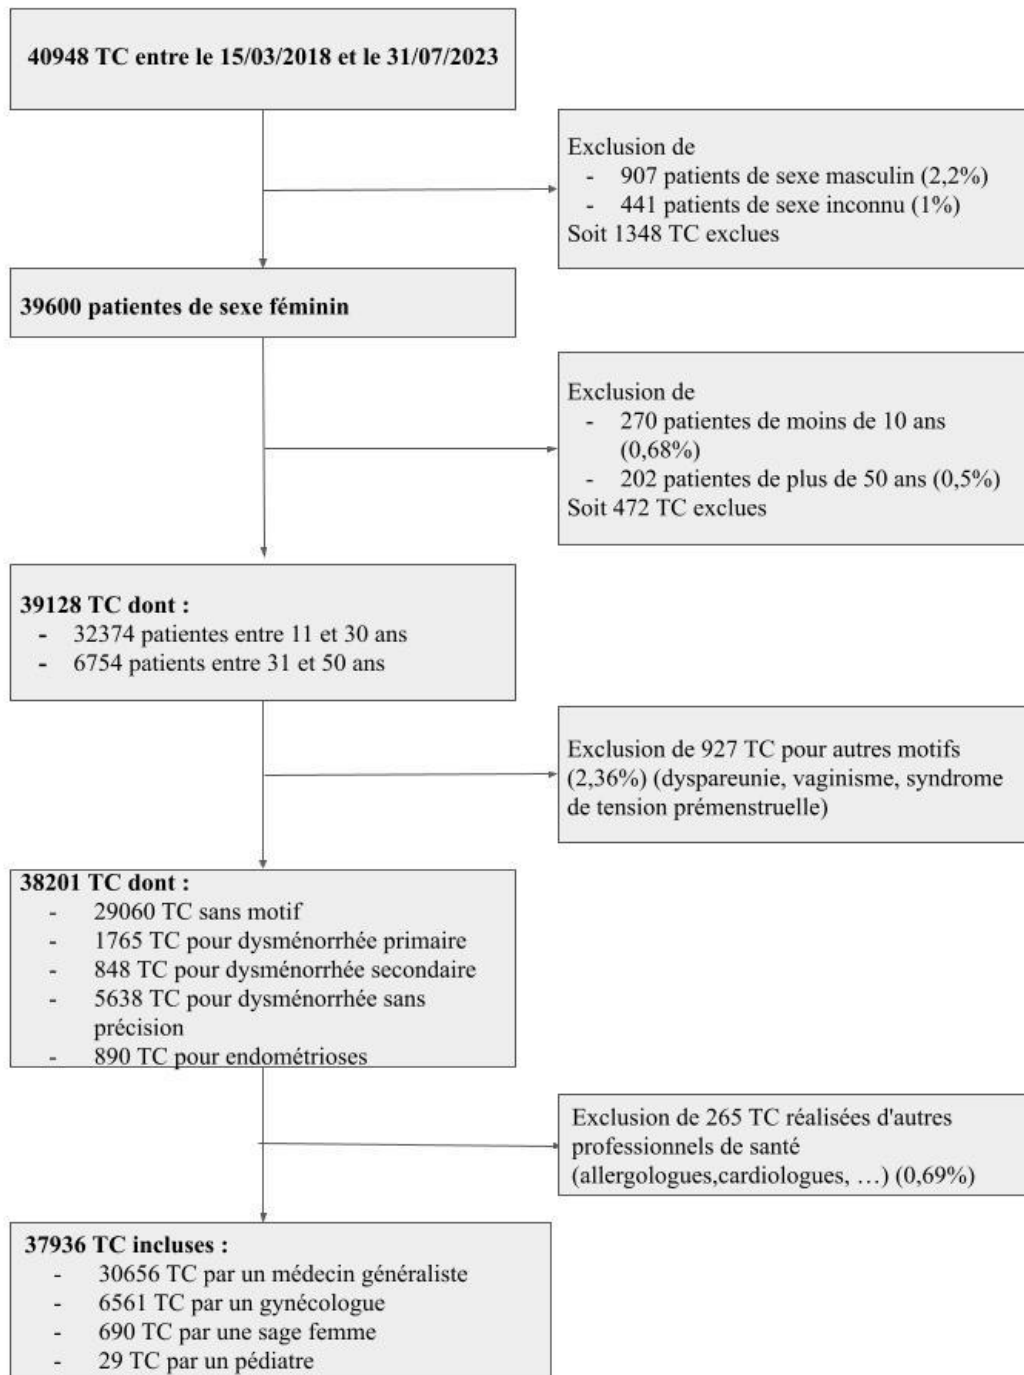 40948 TC entre le 15/03/2018 et le 31/07/2023
Exclusion de
- 907 patients de sexe masculin (2,2%)
- 441 patients de sexe inconnu (1%)
Soit 1348 TC exclues
39600 patientes de sexe féminin
Exclusion de
- 270 patientes de moins de 10 ans
(0,68%)
- 202 patientes de plus de 50 ans (0,5%)
Soit 472 TC exclues
39128 TC dont :
- 32374 patientes entre 11 et 30 ans
- 6754 patients entre 31 et 50 ans
Exclusion de 927 TC pour autres motifs
(2,36%) (dyspareunie, vaginisme, syndrome
de tension prémenstruelle)
38201 TC dont :
- 29060 TC sans motif
- 1765 TC pour dysménorrhée primaire
- 848 TC pour dysménorrhée secondaire
- 5638 TC pour dysménorrhée sans
précision
- 890 TC pour endométrioses
Exclusion de 265 TC réalisées d'autres
professionnels de santé
(allergologues,cardiologues, …) (0,69%)
37936 TC incluses :
- 30656 TC par un médecin généraliste
- 6561 TC par un gynécologue
- 690 TC par une sage femme
- 29 TC par un pédiatre